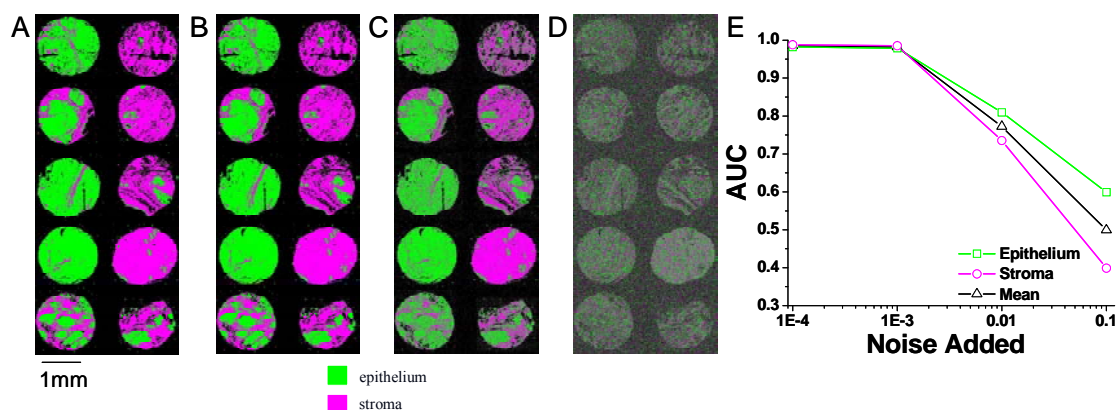 A B C D E
1mm
epithelium
stroma
AUC
1.0
0.9
0.8
0.7
0.6
0.5
0.4
0.3
Epithelium
Stroma
Mean
1E-4 1E-3 0.01 0.1
Noise Added